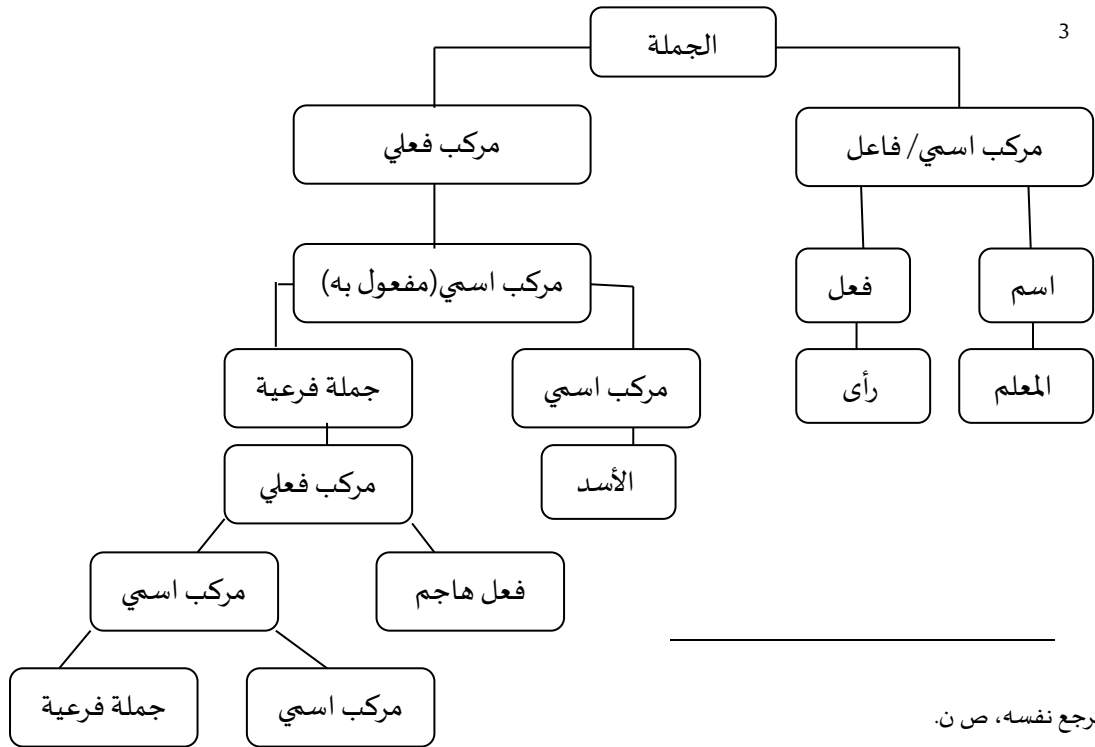 3
الجملة
مركب اسمي/ فاعل
مركب فعلي
اسم
فعل
مركب اسمي(مفعول به)
المعلم
رأى
مركب اسمي
جملة فرعية
الأسد
مركب فعلي
فعل هاجم
مركب اسمي
مركب اسمي
جملة فرعية
نفسه، ص ن.